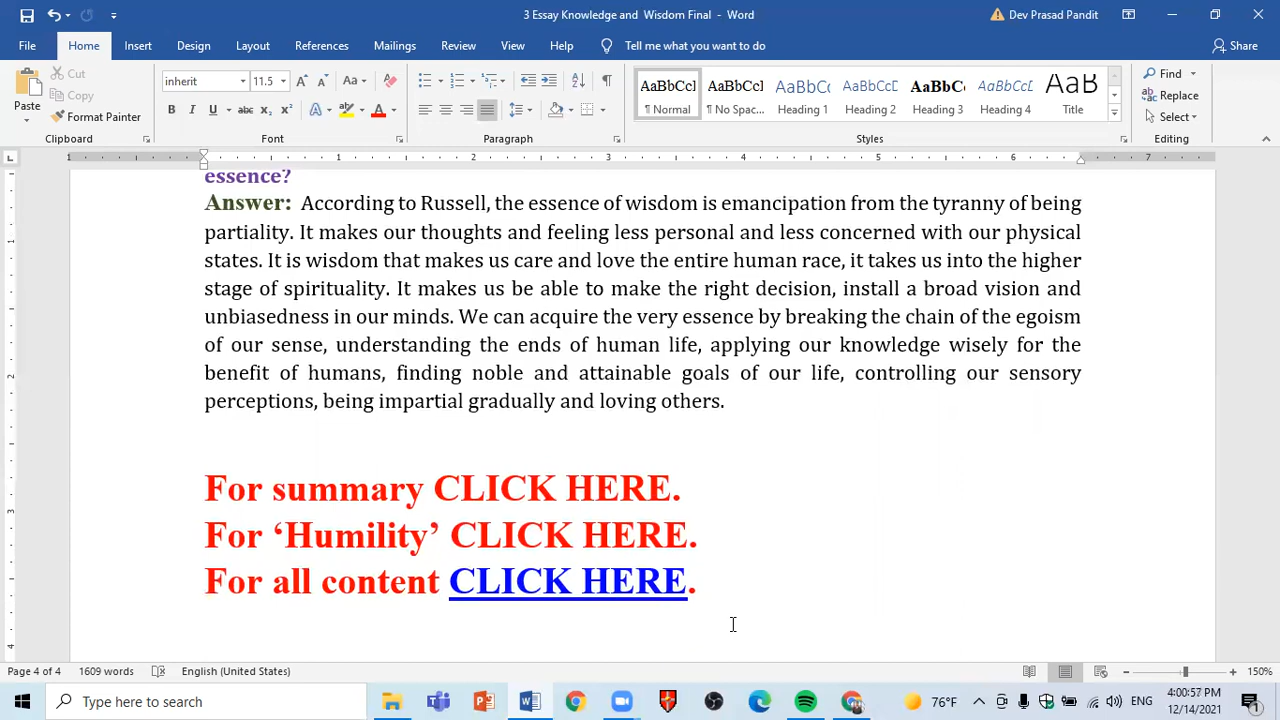 3 Essay Knowledge and Wisdom Final - Word
Dev Prasad Pandit
File Home Insert Design Layout References Mailings Review View Help Tell me what you want to do Share
Paste
Cut
Copy
Format Painter
Clipboard
inherit 11.5
Font
Paragraph
AaBbCcI ¶ Normal
AaBbCcI ¶ No Spac...
AaBbCcI Heading 1
AaBbCcI Heading 2
AaBbCcI Heading 3
AaBbCcI Heading 4
AaB Title
Styles
Find
Replace
Select
Editing
1 1 2 3 4 5 6 7
essence?
Answer: According to Russell, the essence of wisdom is emancipation from the tyranny of being
partiality. It makes our thoughts and feeling less personal and less concerned with our physical
states. It is wisdom that makes us care and love the entire human race, it takes us into the higher
stage of spirituality. It makes us be able to make the right decision, install a broad vision and
unbiasedness in our minds. We can acquire the very essence by breaking the chain of the egoism
of our sense, understanding the ends of human life, applying our knowledge wisely for the
benefit of humans, finding noble and attainable goals of our life, controlling our sensory
perceptions, being impartial gradually and loving others.
For summary CLICK HERE.
For ‘Humility’ CLICK HERE.
For all content CLICK HERE.
Page 4 of 4 1609 words English (United States) 150%
Type here to search
76°F
ENG
4:00:57 PM
12/14/2021